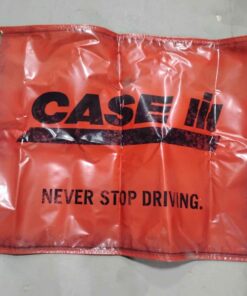 CASE IH
NEVER STOP DRIVING.